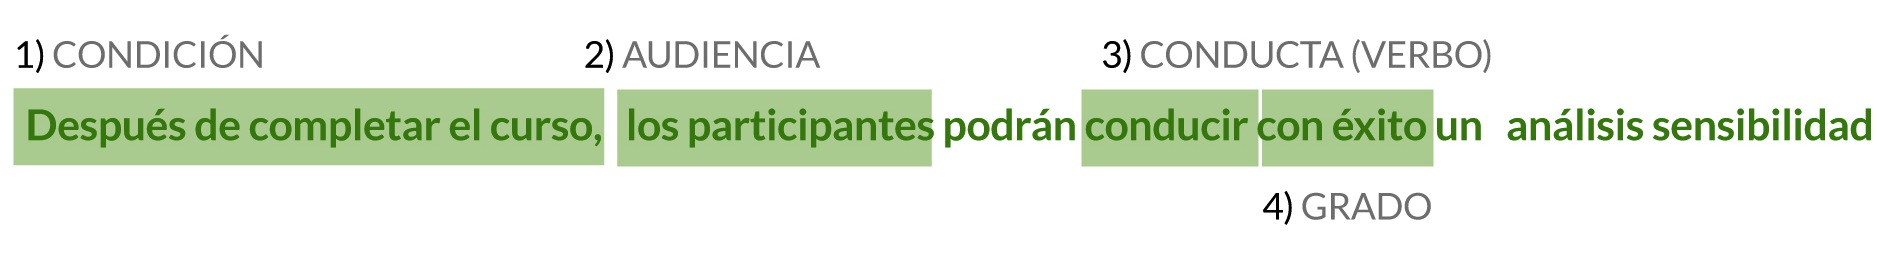 1) CONDICIÓN 2) AUDIENCIA 3) CONDUCTA (VERBO)
Después de completar el curso, los participantes podrán conducir con éxito un análisis sensibilidad
4) GRADO